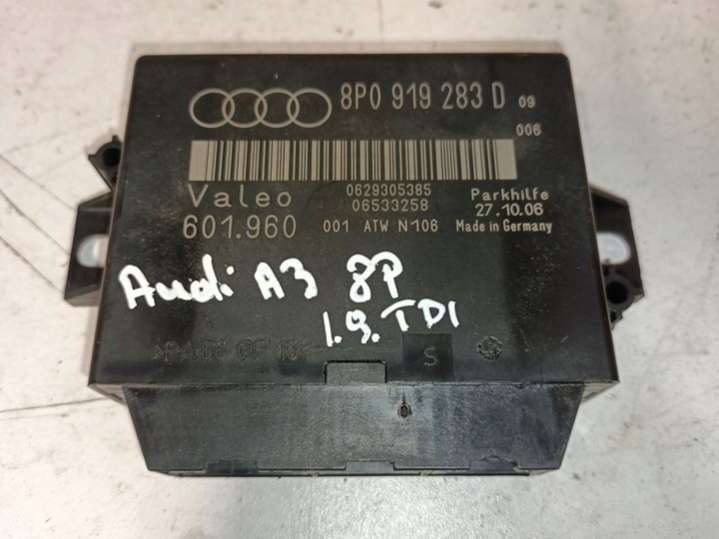 8P0 919 283 D 09
006
Valeo 0629305385 Parkhilfe
06533258 27.10.06
601.960 001 ATW N106 Made in Germany
Audi A3 8P
1.9. TDI
S